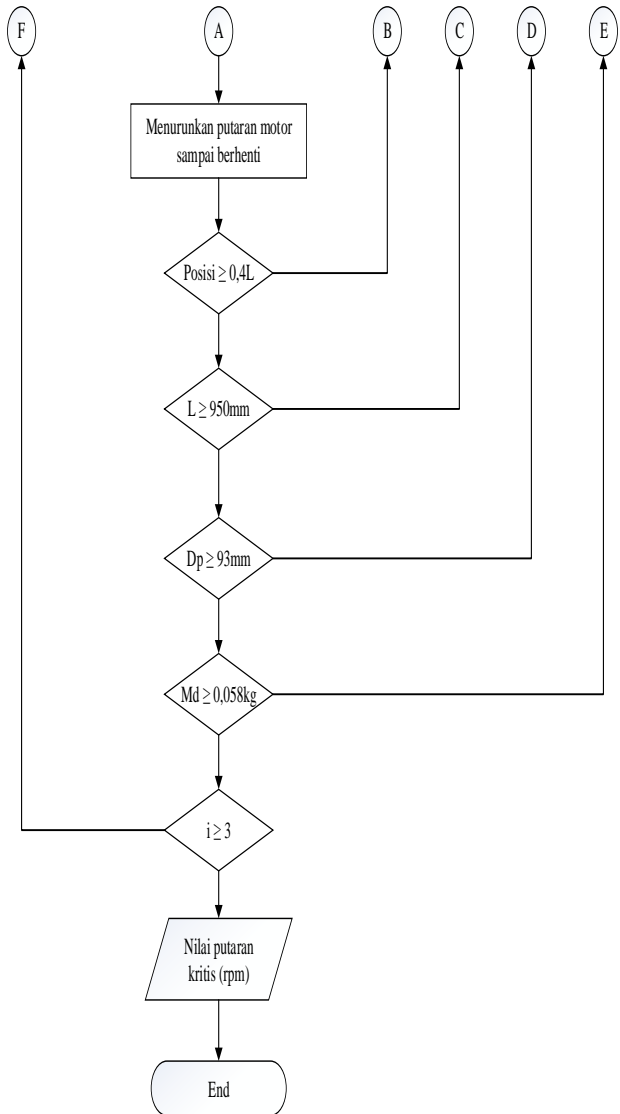 F
A
B
C
D
E
Menurunkan putaran motor
sampai berhenti
Posisi ≥ 0,4L
L ≥ 950mm
Dp ≥ 93mm
Md ≥ 0,058kg
i ≥ 3
Nilai putaran
kritis (rpm)
End